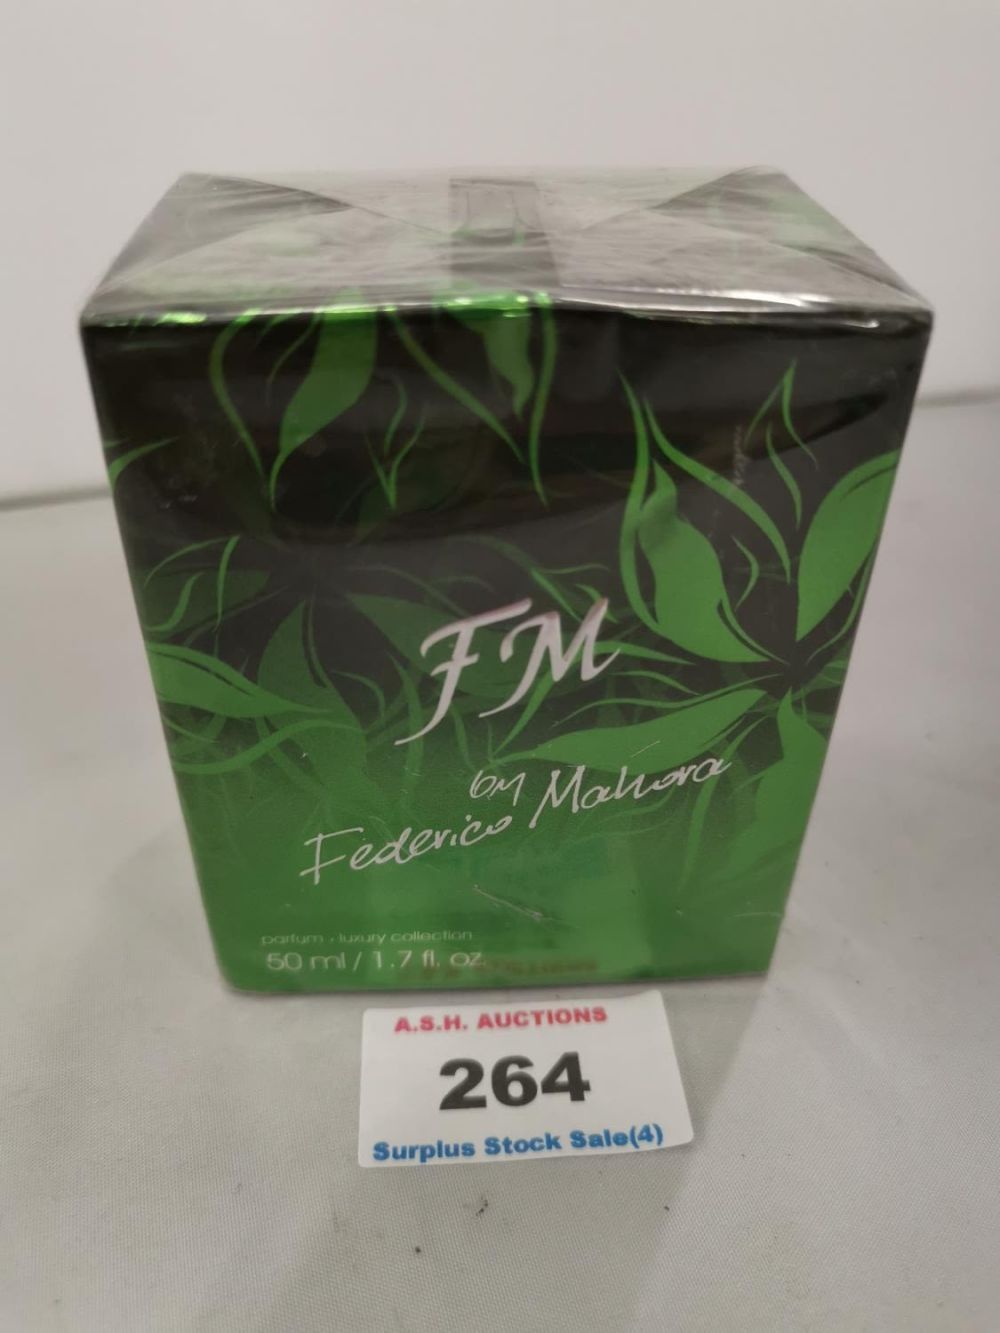 FM
by
Federico Mahora
parfum . luxury collection
50 ml / 1.7 fl. oz.
A.S.H. AUCTIONS
264
Surplus Stock Sale(4)